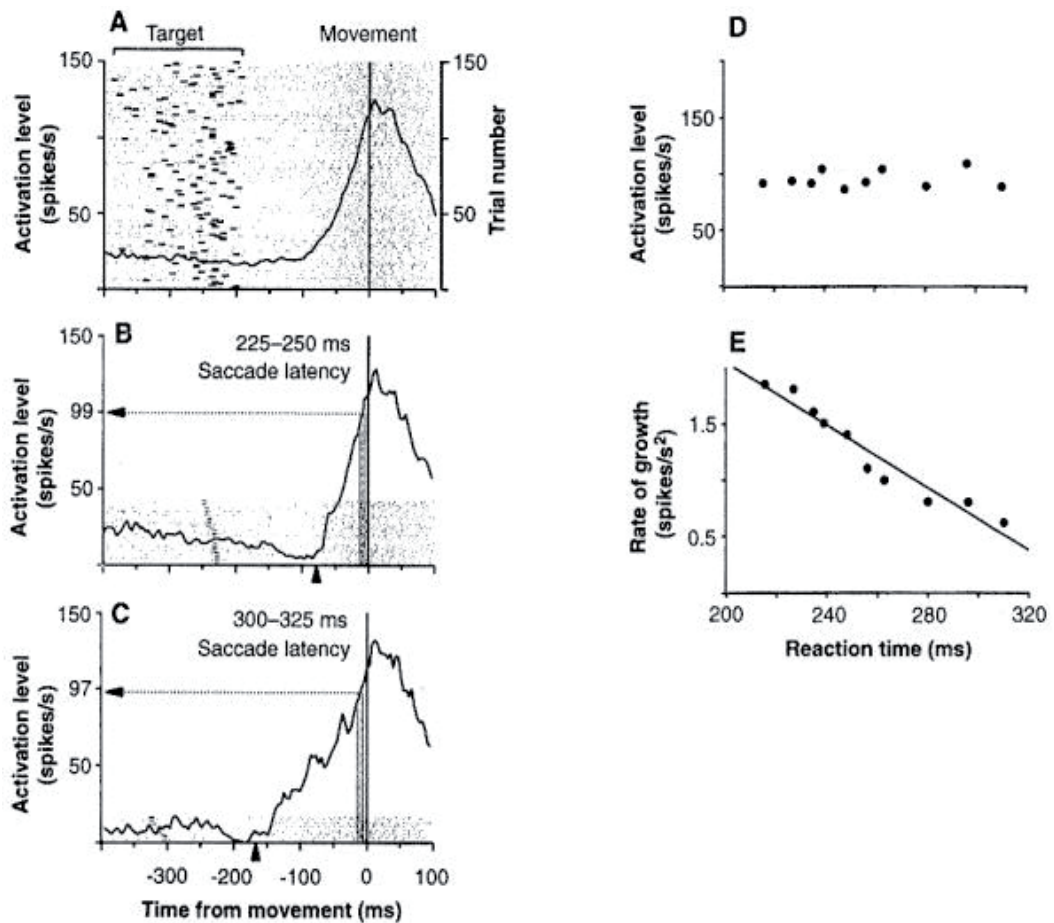 A
Target
Movement
150
50
Activation level
(spikes/s)
150
50
Trial number
B
225–250 ms
Saccade latency
150
99
50
Activation level
(spikes/s)
C
300–325 ms
Saccade latency
150
97
50
Activation level
(spikes/s)
-300 -200 -100 0 100
Time from movement (ms)
D
150
50
Activation level
(spikes/s)
E
1.5
0.5
Rate of growth
(spikes/s²)
200 240 280 320
Reaction time (ms)